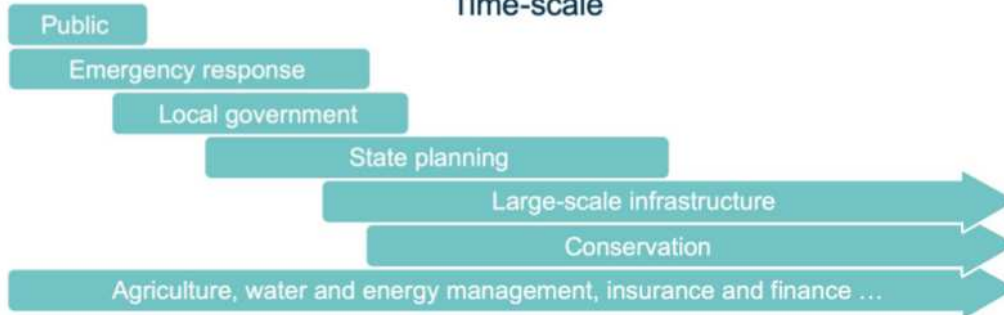 Time-scale
Public
Emergency response
Local government
State planning
Large-scale infrastructure
Conservation
Agriculture, water and energy management, insurance and finance ...